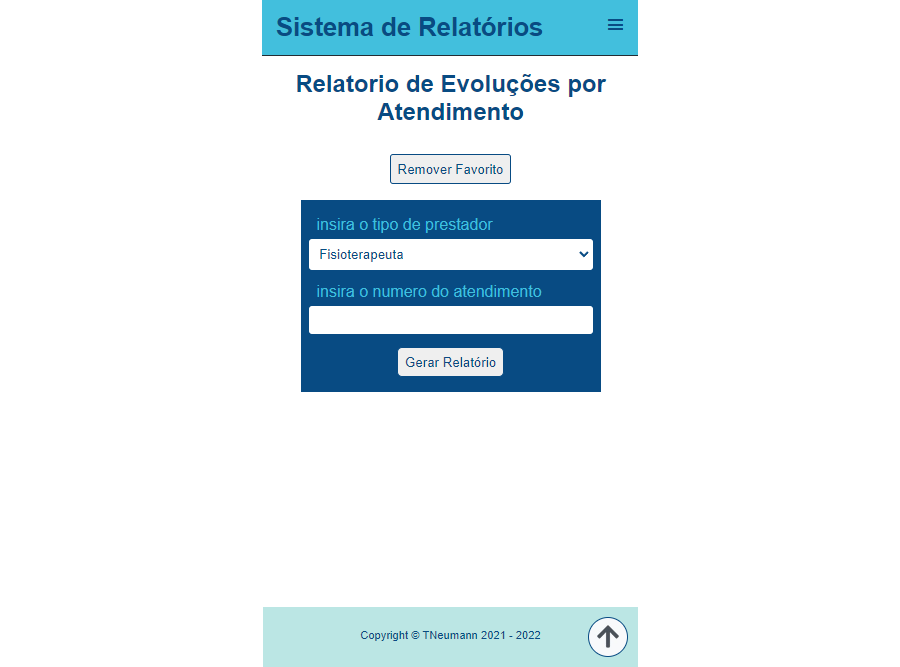 Sistema de Relatórios
Relatorio de Evoluções por
Atendimento
Remover Favorito
insira o tipo de prestador
Fisioterapeuta
insira o numero do atendimento
Gerar Relatório
Copyright © TNeumann 2021 - 2022